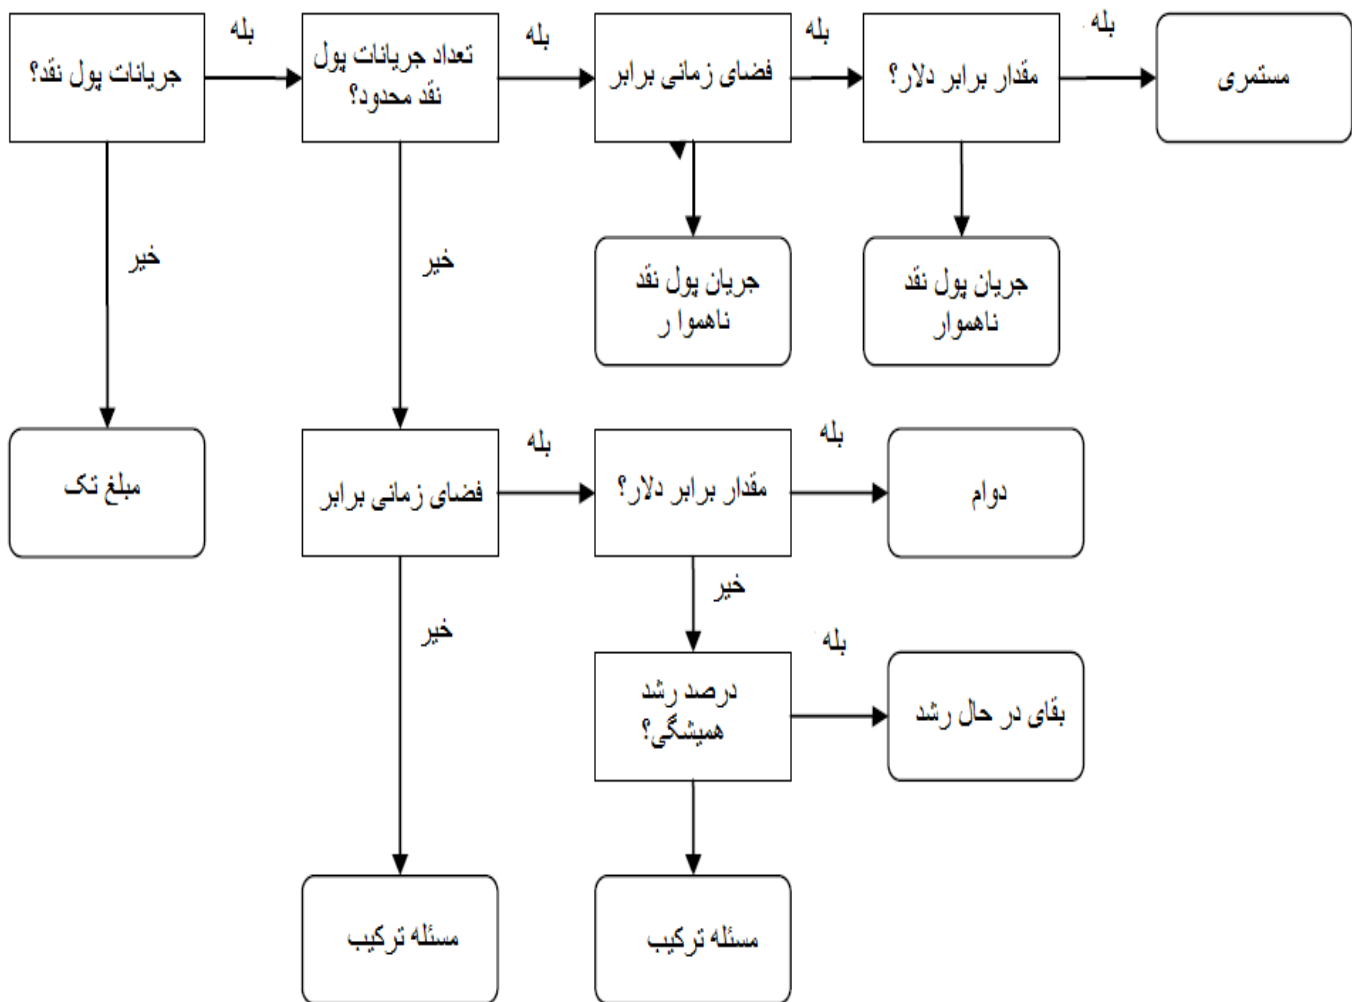 جریانات پول نقد؟
بله
تعداد جریانات پول
نقد محدود؟
بله
فضای زمانی برابر
بله
مقدار برابر دلار؟
بله
مستمری
خیر
خیر
جریان پول نقد
ناهموا ر
جریان پول نقد
ناهموار
مبلغ تک
فضای زمانی برابر
بله
مقدار برابر دلار؟
بله
دوام
خیر
خیر
درصد رشد
همیشگی؟
بله
بقای در حال رشد
مسئله ترکیب
مسئله ترکیب